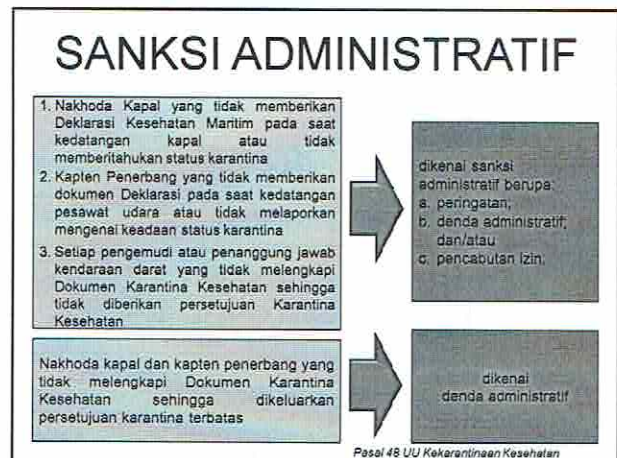 SANKSI ADMINISTRATIF
1. Nakhoda Kapal yang tidak memberikan
Deklarasi Kesehatan Maritim pada saat
kedatangan kapal atau tidak
memberitahukan status karantina
2. Kapten Penerbang yang tidak memberikan
dokumen Deklarasi pada saat kedatangan
pesawat udara atau tidak melaporkan
mengenai keadaan status karantina
3. Setiap pengemudi atau penanggung jawab
kendaraan darat yang tidak melengkapi
Dokumen Karantina Kesehatan sehingga
tidak diberikan persetujuan Karantina
Kesehatan
dikenai sanksi
administratif berupa:
a. peringatan;
b. denda administratif;
dan/atau
c. pencabutan izin.
Nakhoda kapal dan kapten penerbang yang
tidak melengkapi Dokumen Karantina
Kesehatan sehingga dikeluarkan
persetujuan karantina terbatas
dikenai
denda administratif
Pasal 48 UU Kekarantinaan Kesehatan